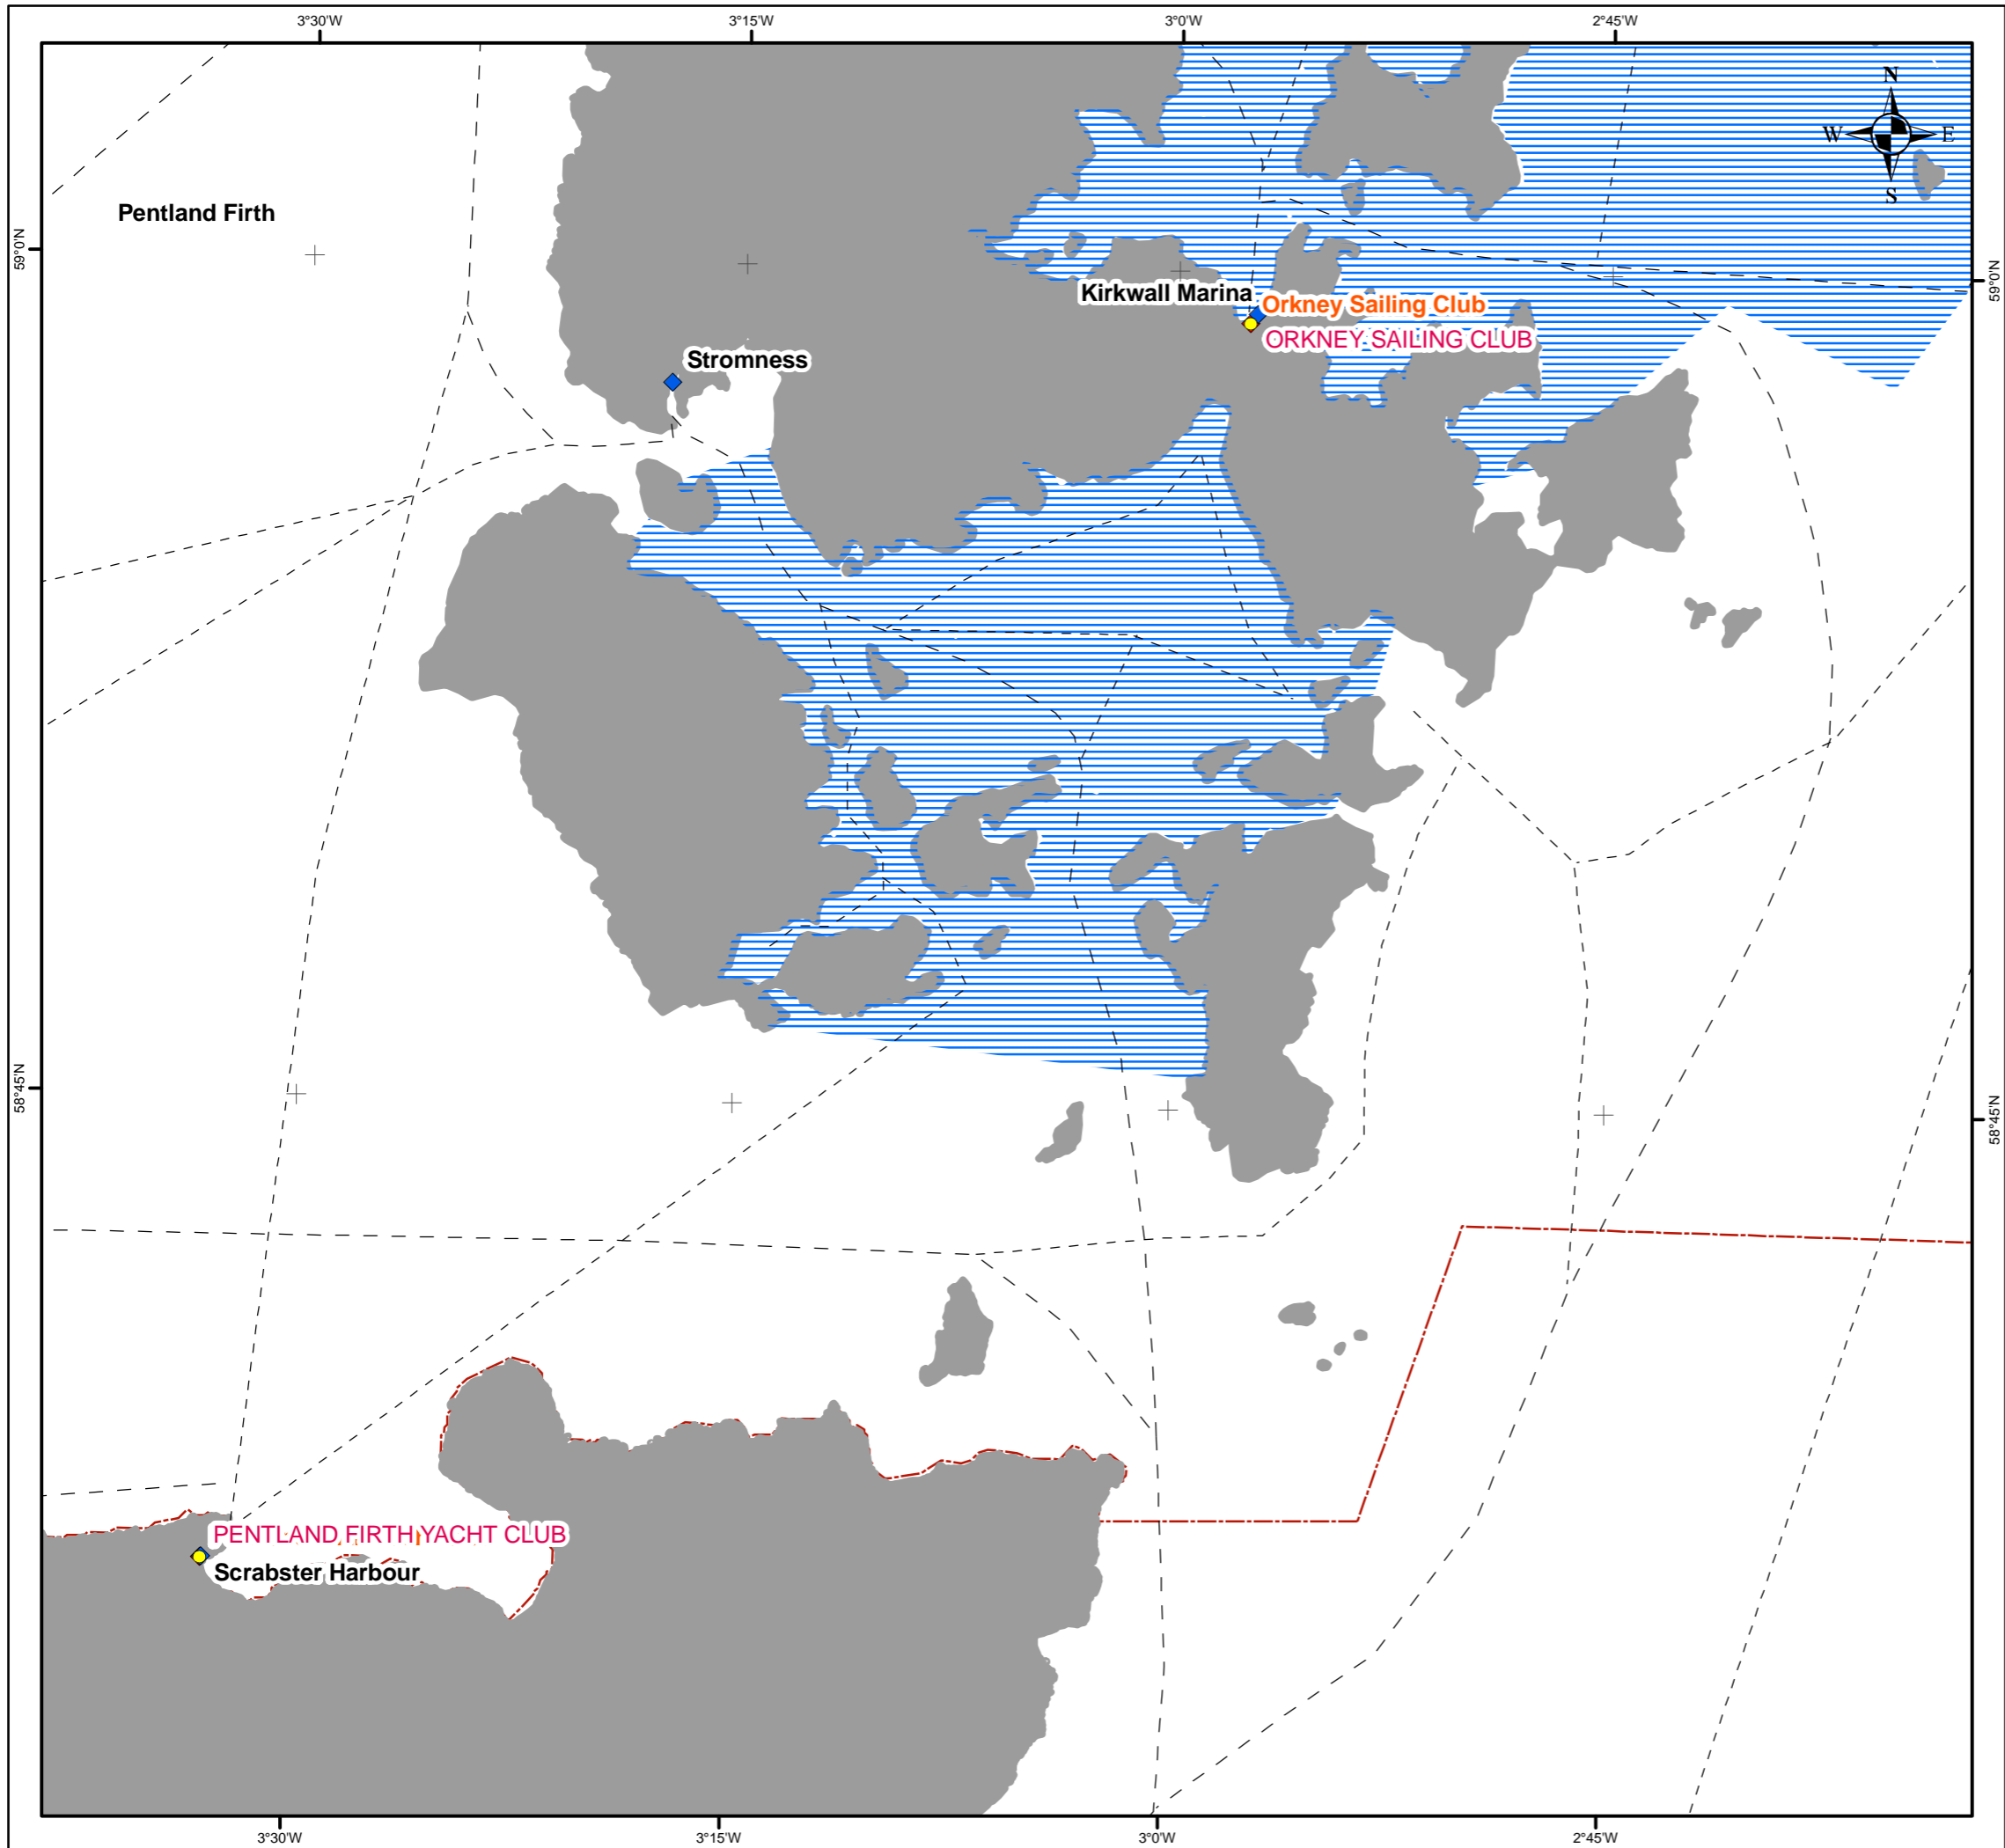 3°30'W
3°15'W
3°0'W
2°45'W
N
W
E
S
Pentland Firth
59°0'N
59°0'N
Kirkwall Marina
Orkney Sailing Club
ORKNEY SAILING CLUB
Stromness
58°45'N
58°45'N
PENTLAND FIRTH YACHT CLUB
Scrabster Harbour
3°30'W
3°15'W
3°0'W
2°45'W